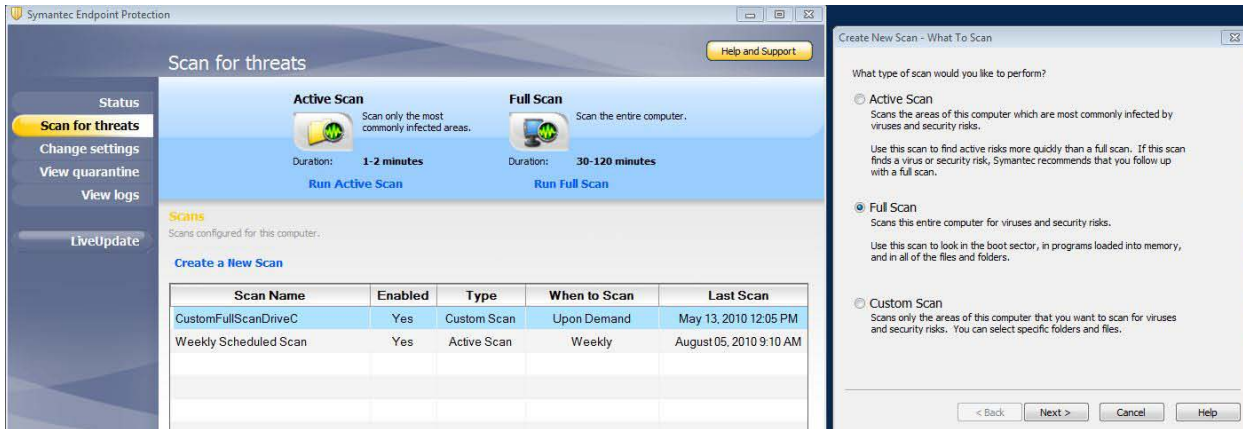 Symantec Endpoint Protection
Scan for threats
Help and Support
Status
Scan for threats
Change settings
View quarantine
View logs
LiveUpdate
Active Scan
Scan only the most
commonly infected areas.
Duration: 1-2 minutes
Run Active Scan
Full Scan
Scan the entire computer.
Duration: 30-120 minutes
Run Full Scan
Scans
Scans configured for this computer.
Create a New Scan
Scan Name Enabled Type When to Scan Last Scan
CustomFullScanDriveC Yes Custom Scan Upon Demand May 13, 2010 12:05 PM
Weekly Scheduled Scan Yes Active Scan Weekly August 05, 2010 9:10 AM
Create New Scan - What To Scan
What type of scan would you like to perform?
Active Scan
Scans the areas of this computer which are most commonly infected by
viruses and security risks.
Use this scan to find active risks more quickly than a full scan. If this scan
finds a virus or security risk, Symantec recommends that you follow up
with a full scan.
Full Scan
Scans this entire computer for viruses and security risks.
Use this scan to look in the boot sector, in programs loaded into memory,
and in all of the files and folders.
Custom Scan
Scans only the areas of this computer that you want to scan for viruses
and security risks. You can select specific folders and files.
< Back Next > Cancel Help